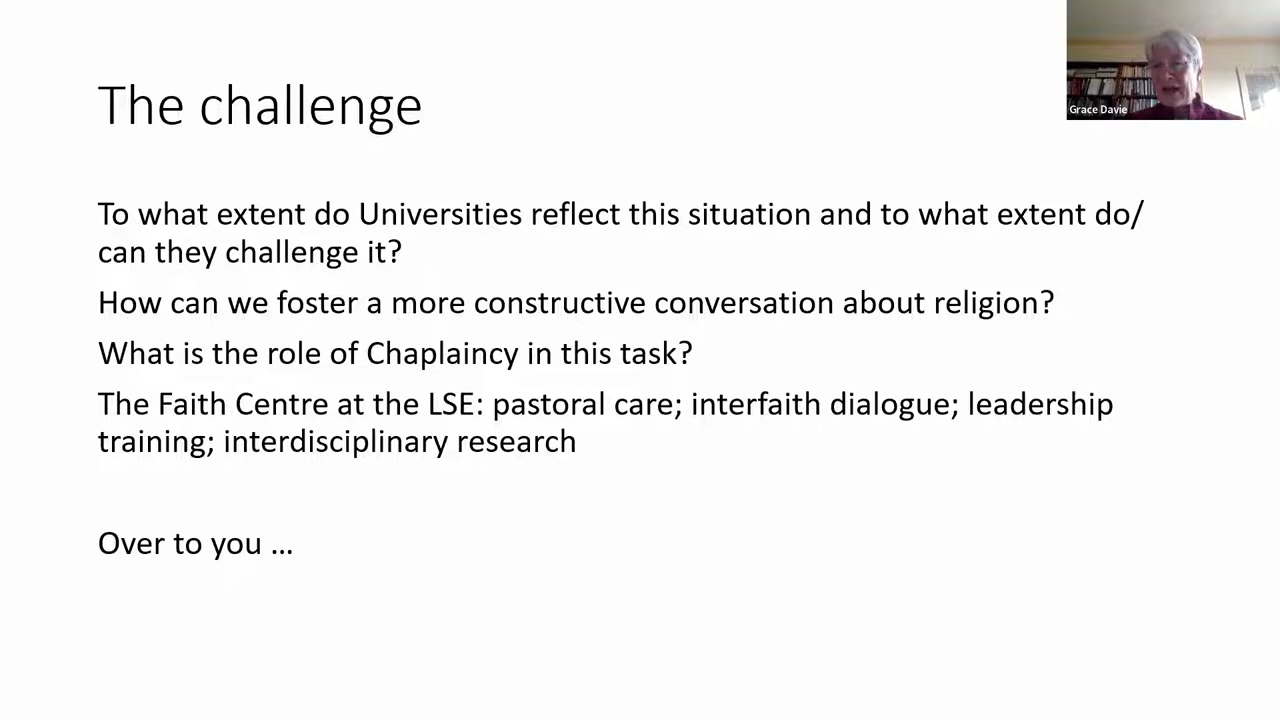 The challenge
Grace Davie
To what extent do Universities reflect this situation and to what extent do/
can they challenge it?
How can we foster a more constructive conversation about religion?
What is the role of Chaplaincy in this task?
The Faith Centre at the LSE: pastoral care; interfaith dialogue; leadership
training; interdisciplinary research
Over to you …